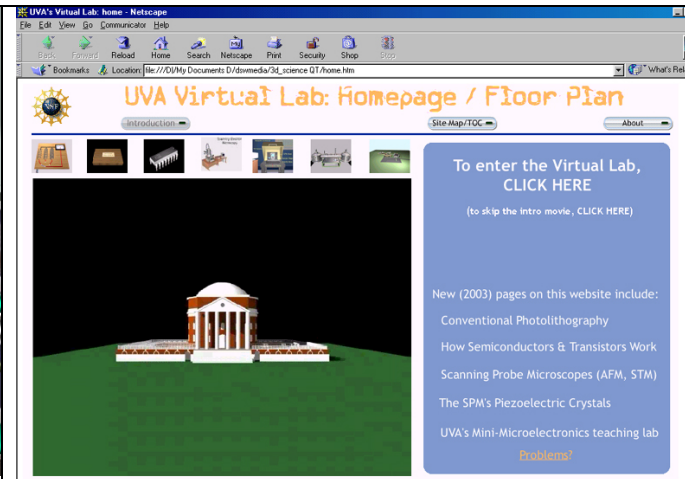 UVA's Virtual Lab: home - Netscape
File Edit View Go Communicator Help
Back Forward Reload Home Search Netscape Print Security Shop Stop
Bookmarks Location: file:///D|/My Documents D/dswmedia/3d_science QT/home.htm What's Rel
NSF
UVA Virtual Lab: Homepage / Floor Plan
Introduction
Site Map/TOC
About
To enter the Virtual Lab,
CLICK HERE
(to skip the intro movie, CLICK HERE)
New (2003) pages on this website include:
Conventional Photolithography
How Semiconductors & Transistors Work
Scanning Probe Microscopes (AFM, STM)
The SPM's Piezoelectric Crystals
UVA's Mini-Microelectronics teaching lab
Problems?